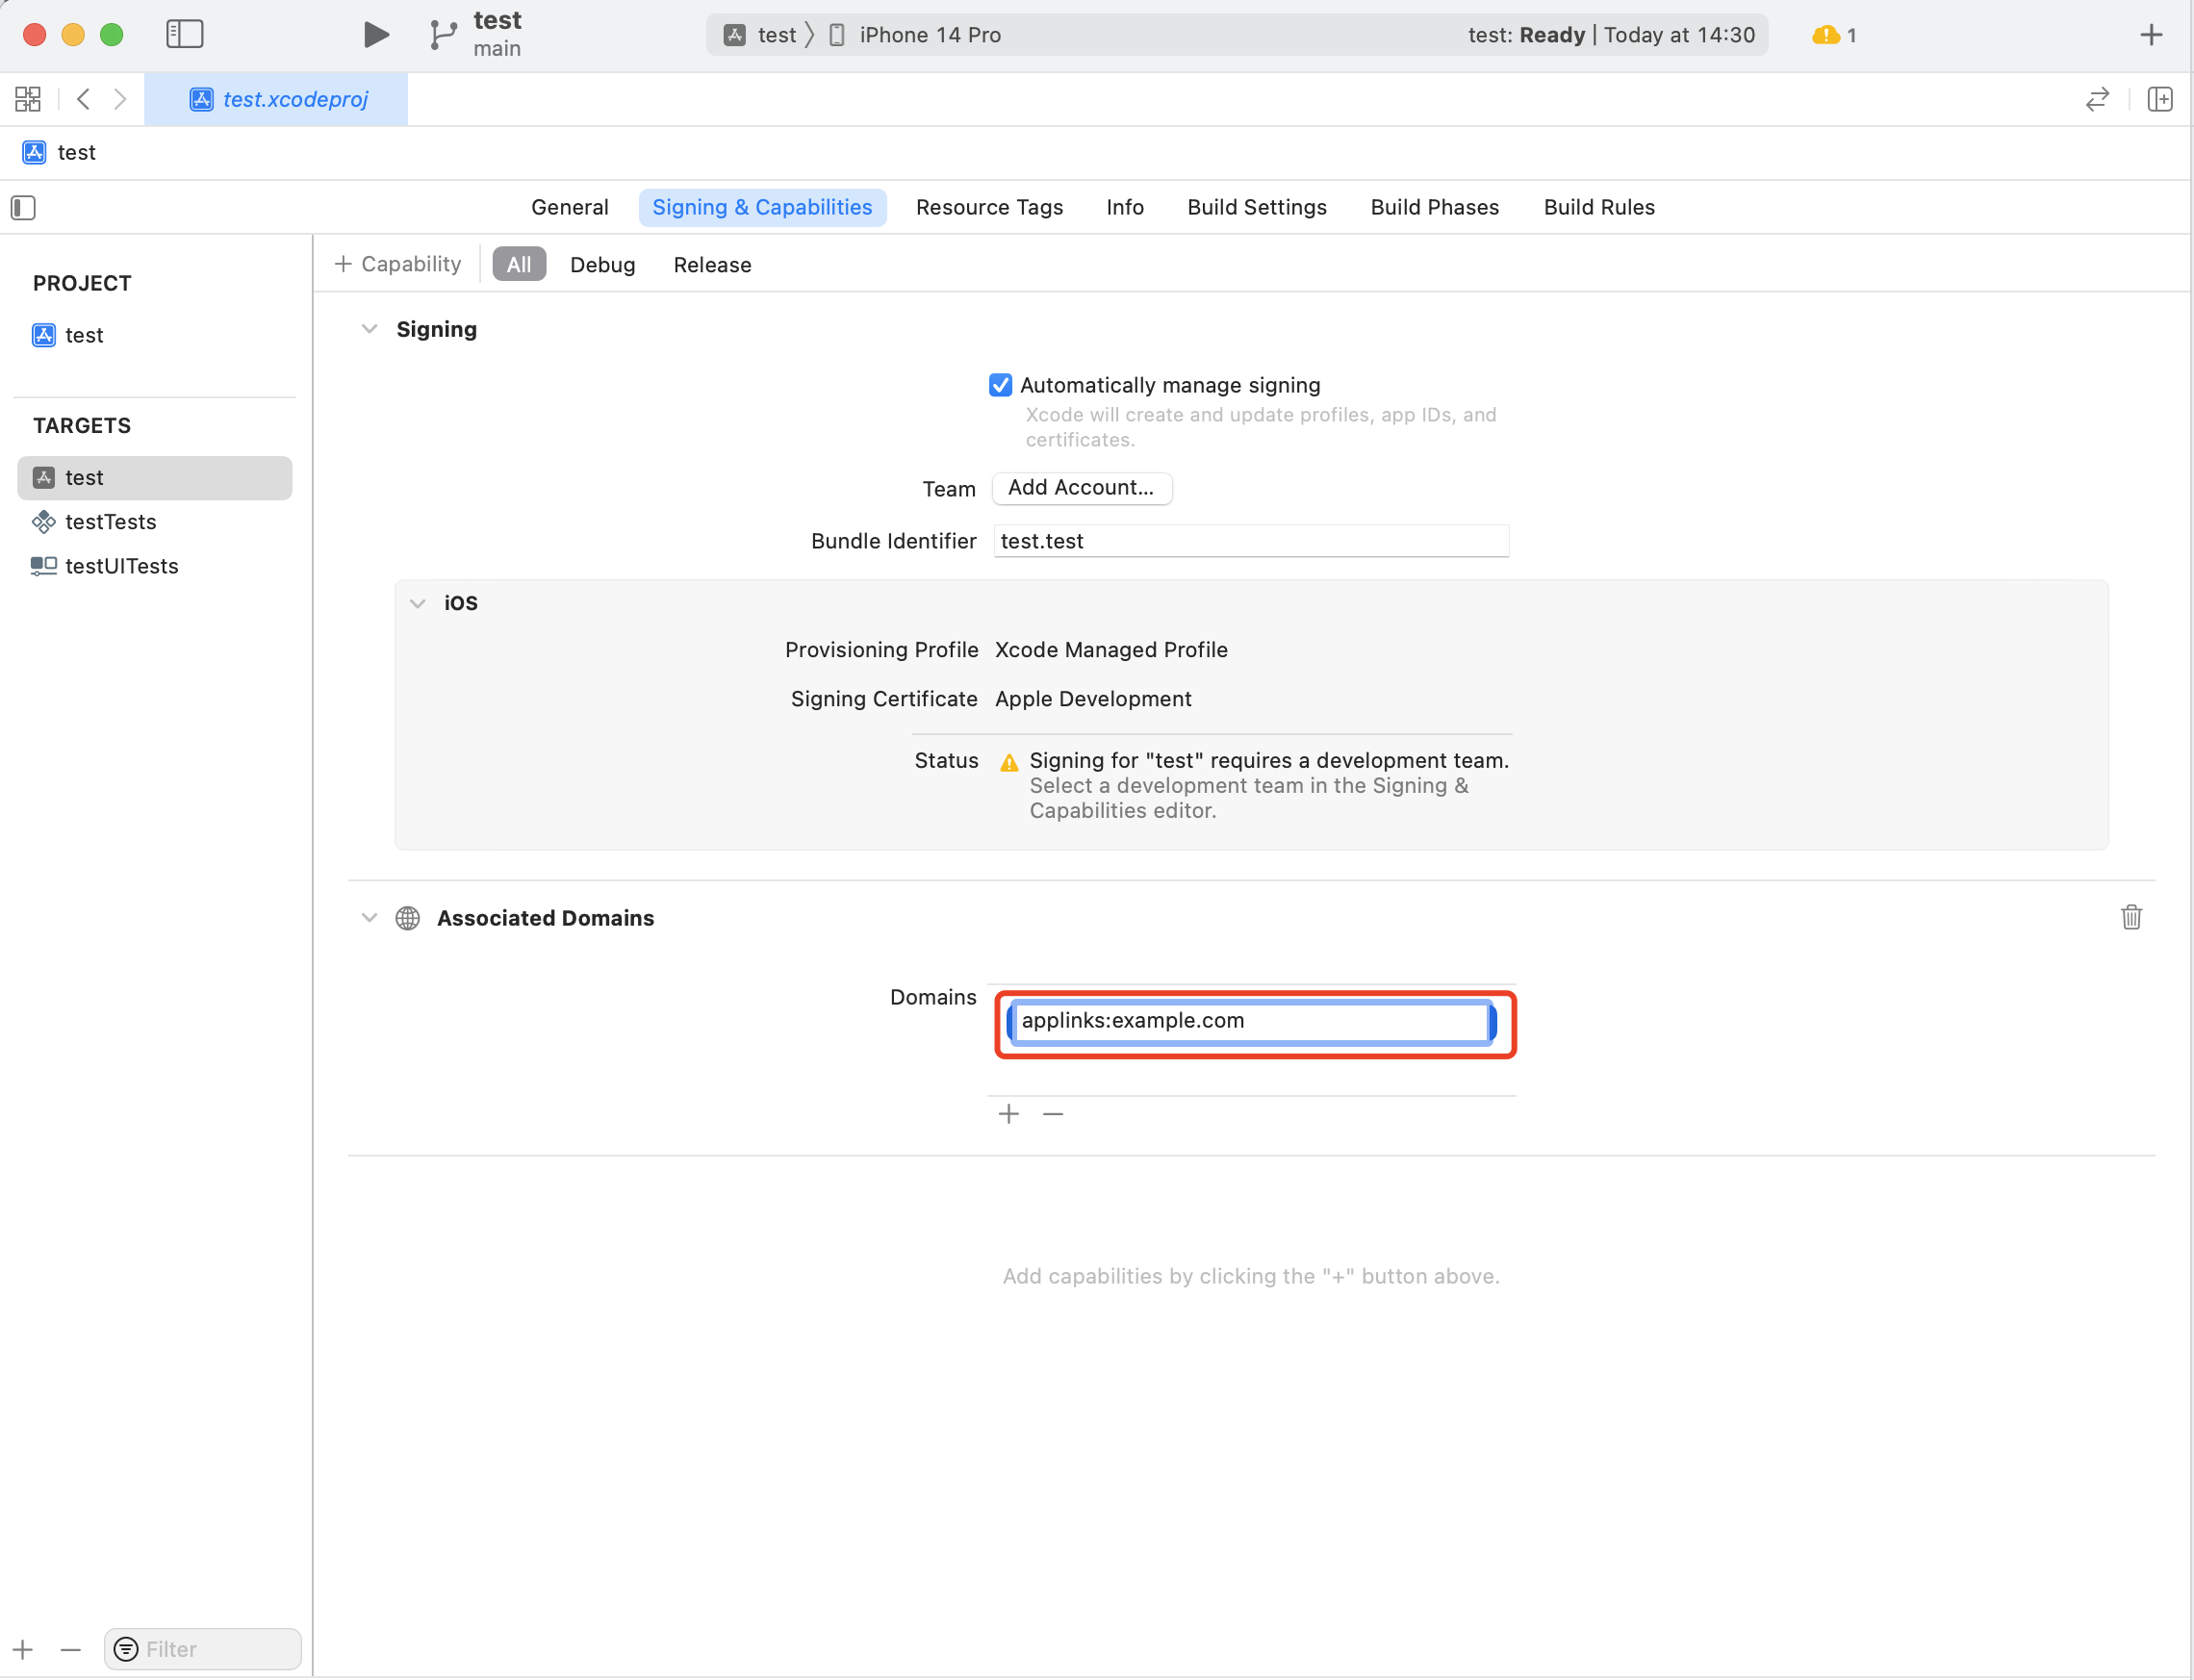 test
main
test
iPhone 14 Pro
test: Ready | Today at 14:30
1
test.xcodeproj
test
General
Signing & Capabilities
Resource Tags
Info
Build Settings
Build Phases
Build Rules
PROJECT
test
TARGETS
test
testTests
testUITests
+ Capability
All
Debug
Release
Signing
Automatically manage signing
Xcode will create and update profiles, app IDs, and
certificates.
Team
Add Account...
Bundle Identifier
test.test
iOS
Provisioning Profile
Xcode Managed Profile
Signing Certificate
Apple Development
Status
Signing for "test" requires a development team.
Select a development team in the Signing &
Capabilities editor.
Associated Domains
Domains
applinks:example.com
Add capabilities by clicking the "+" button above.
Filter